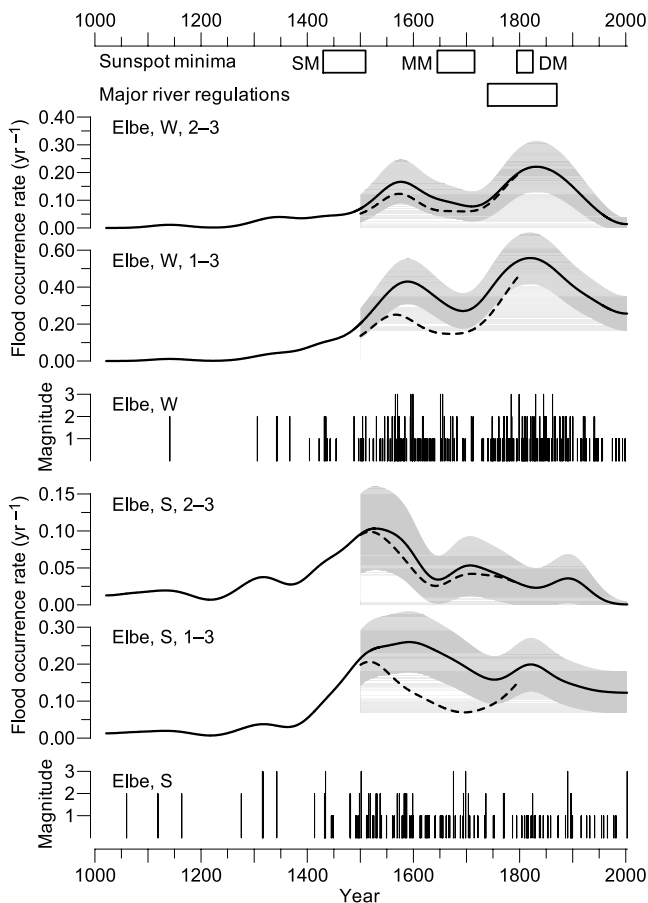 1000 1200 1400 1600 1800 2000
Sunspot minima SM MM DM
Major river regulations
Elbe, W, 2–3
0.40
0.30
0.20
0.10
0.00
Flood occurrence rate (yr⁻¹)
Elbe, W, 1–3
0.60
0.40
0.20
0.00
Elbe, W
Magnitude
3
2
1
Elbe, S, 2–3
0.15
0.10
0.05
0.00
Flood occurrence rate (yr⁻¹)
Elbe, S, 1–3
0.30
0.20
0.10
0.00
Elbe, S
Magnitude
3
2
1
1000 1200 1400 1600 1800 2000
Year